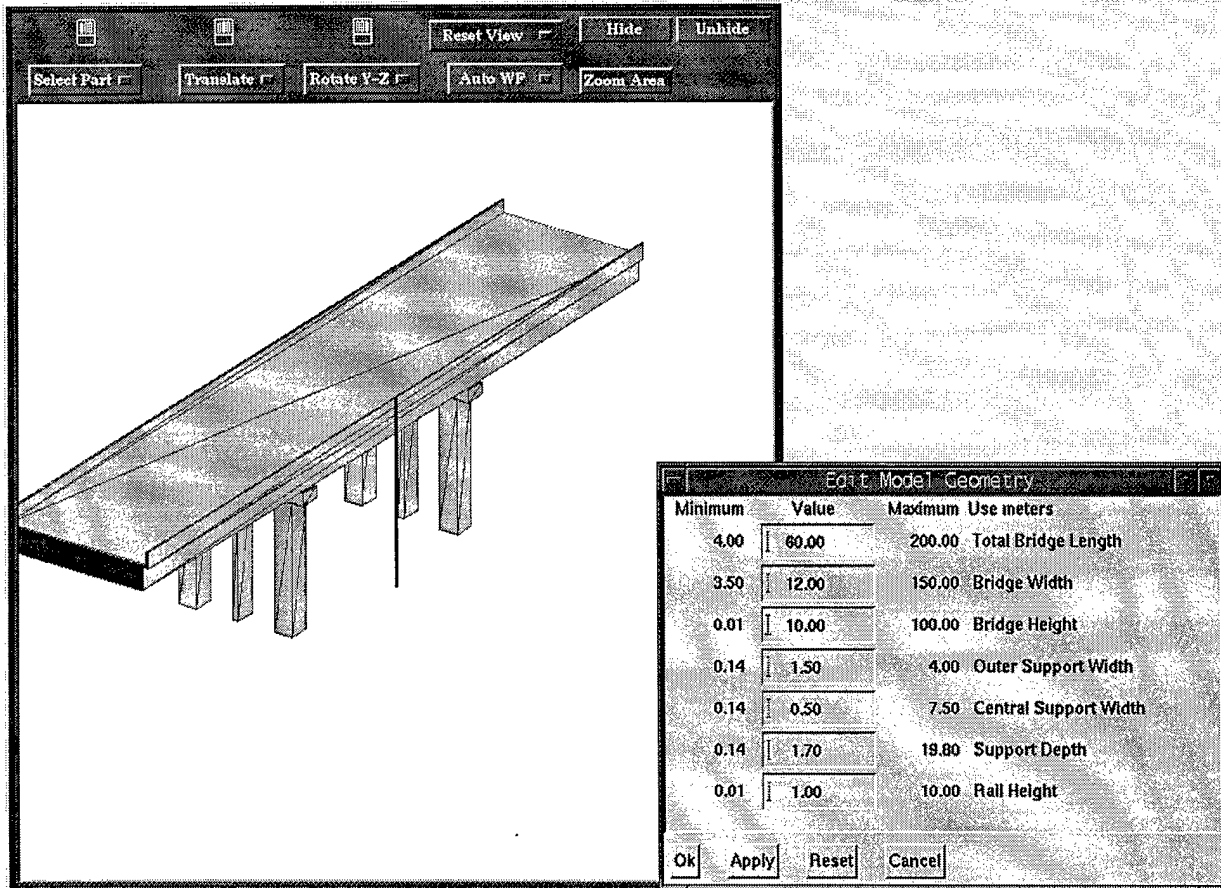 Reset View Hide Unhide
Select Part Translate Rotate Y-Z Auto WF Zoom Area
Edit Model Geometry
Minimum Value Maximum Use meters
4.00 60.00 200.00 Total Bridge Length
3.50 12.00 150.00 Bridge Width
0.01 10.00 100.00 Bridge Height
0.14 1.50 4.00 Outer Support Width
0.14 0.50 7.50 Central Support Width
0.14 1.70 19.80 Support Depth
0.01 1.00 10.00 Rail Height
Ok Apply Reset Cancel